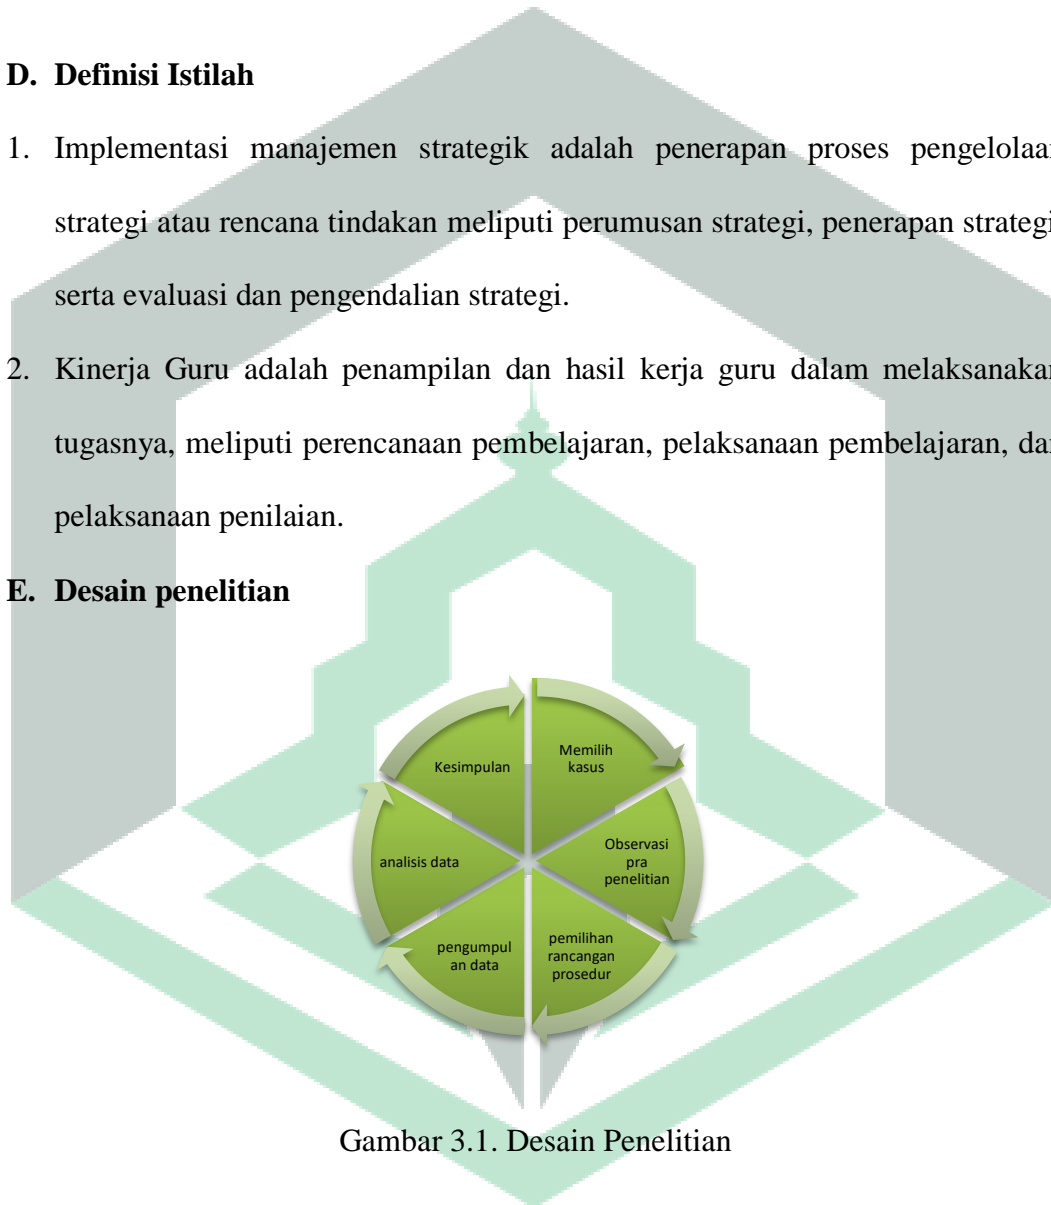 D. Definisi Istilah
1. Implementasi manajemen strategik adalah penerapan proses pengelolaan
strategi atau rencana tindakan meliputi perumusan strategi, penerapan strategi
serta evaluasi dan pengendalian strategi.
2. Kinerja Guru adalah penampilan dan hasil kerja guru dalam melaksanakan
tugasnya, meliputi perencanaan pembelajaran, pelaksanaan pembelajaran, dan
pelaksanaan penilaian.
E. Desain penelitian
Memilih
kasus
Observasi
pra
penelitian
pemilihan
rancangan
prosedur
pengumpul
an data
analisis data
Kesimpulan
Gambar 3.1. Desain Penelitian